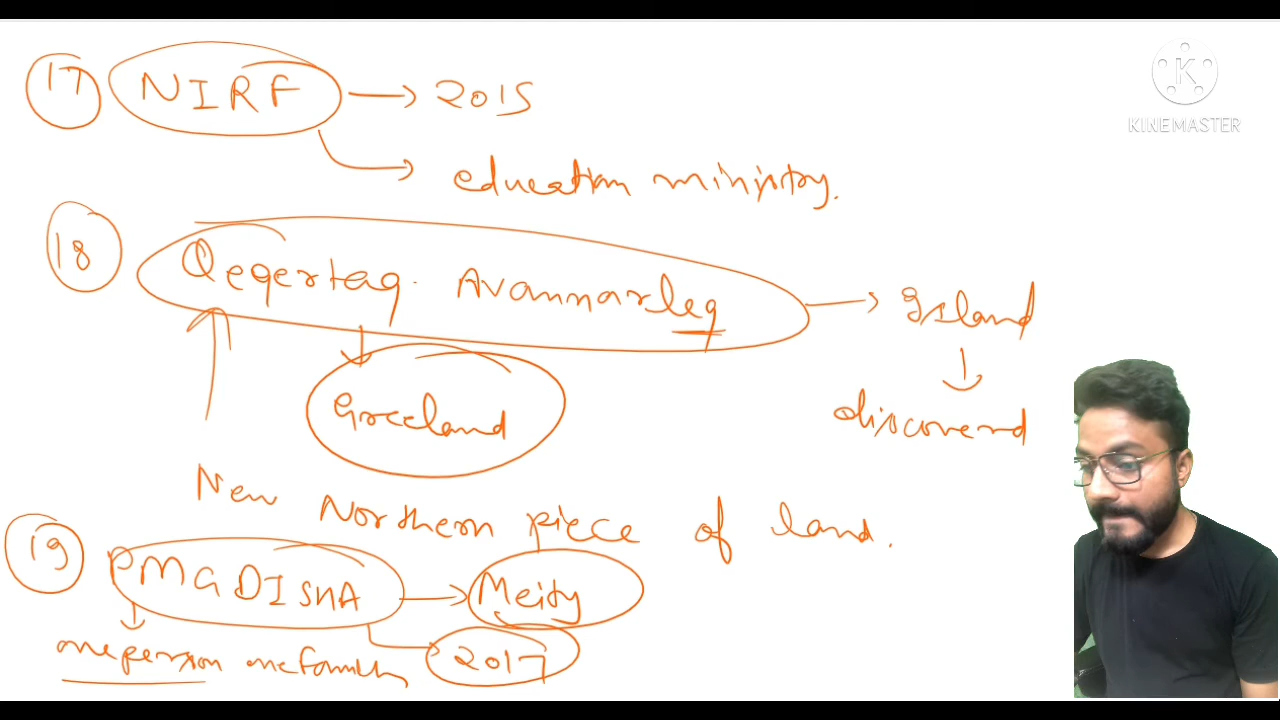 17 NIRF → 2015
→ education ministry.
18 Qeqertaq Avannarleq → Island
Greeland
discovered
New Northern piece of land.
19 PMGDISHA → Meity
one person one family 2017
K
KINEMASTER